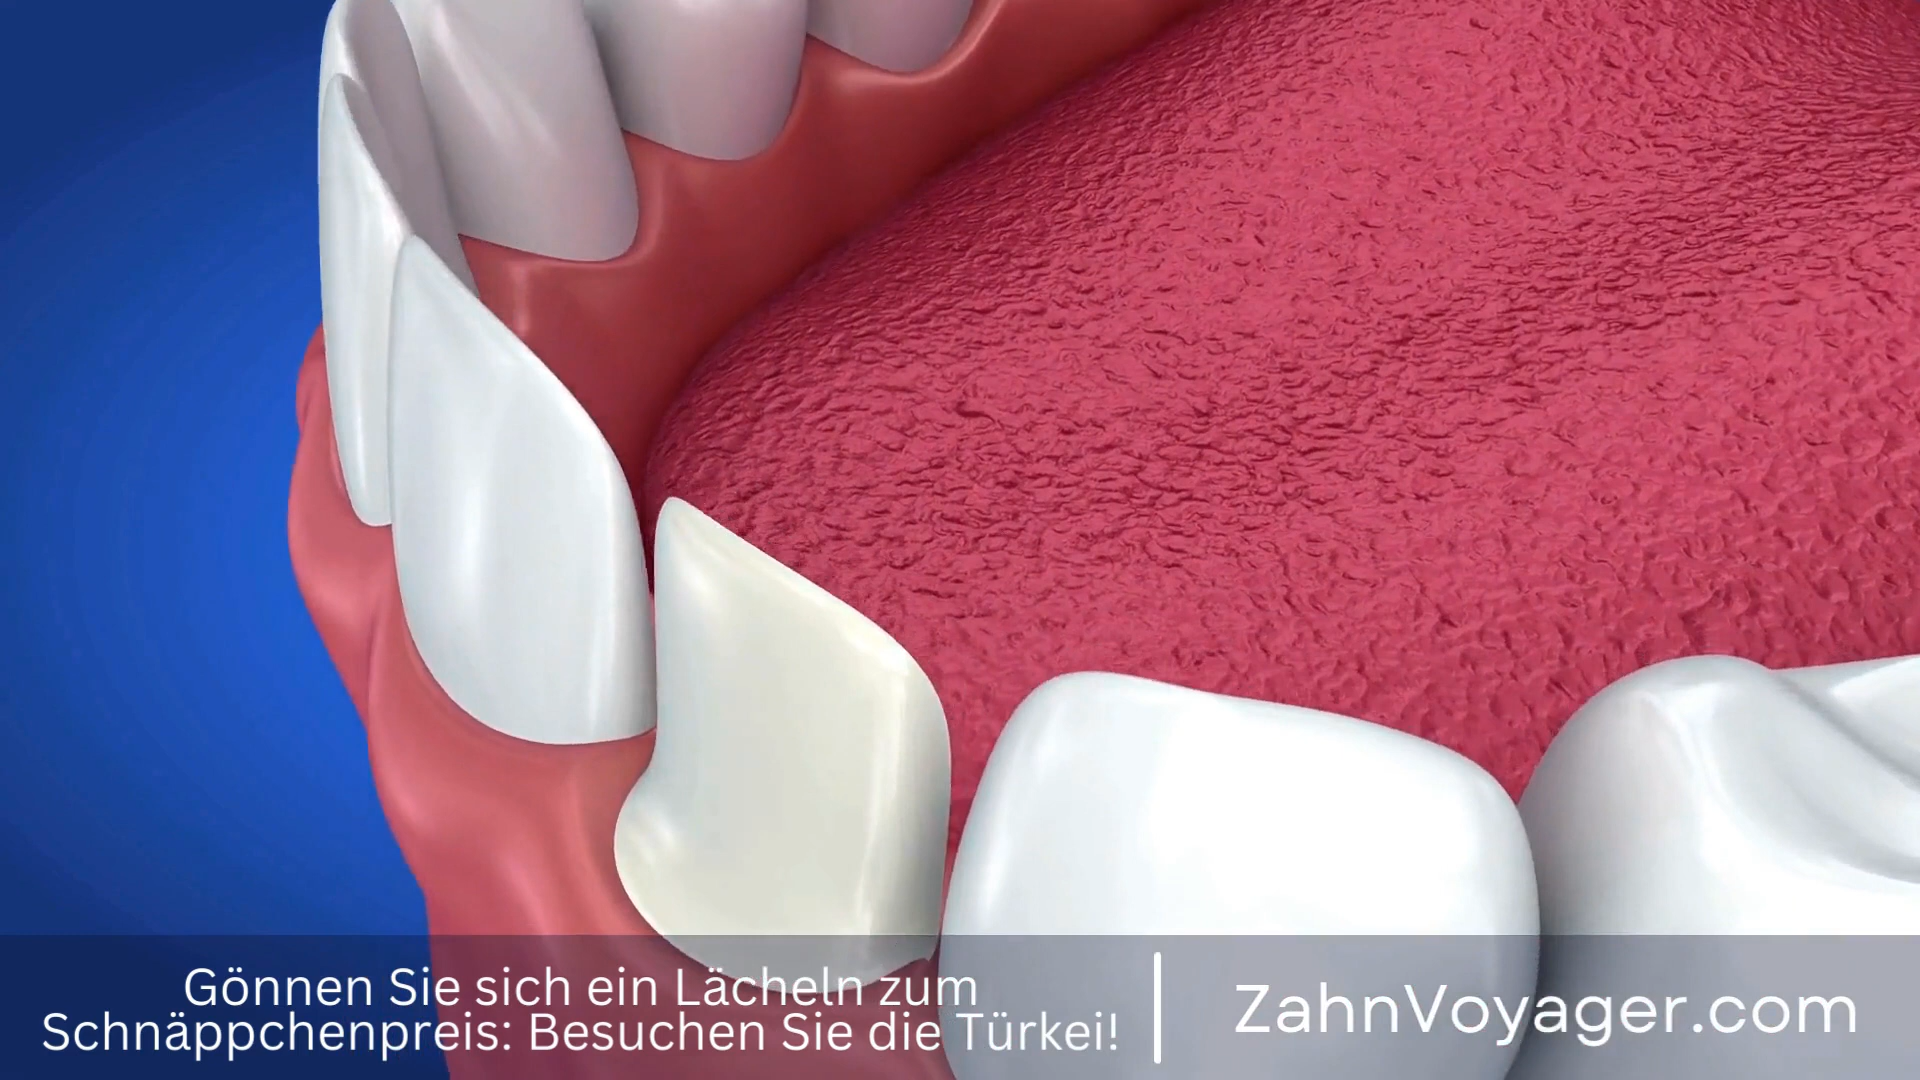 Gönnen Sie sich ein Lächeln zum
Schnäppchenpreis: Besuchen Sie die Türkei!
ZahnVoyager.com